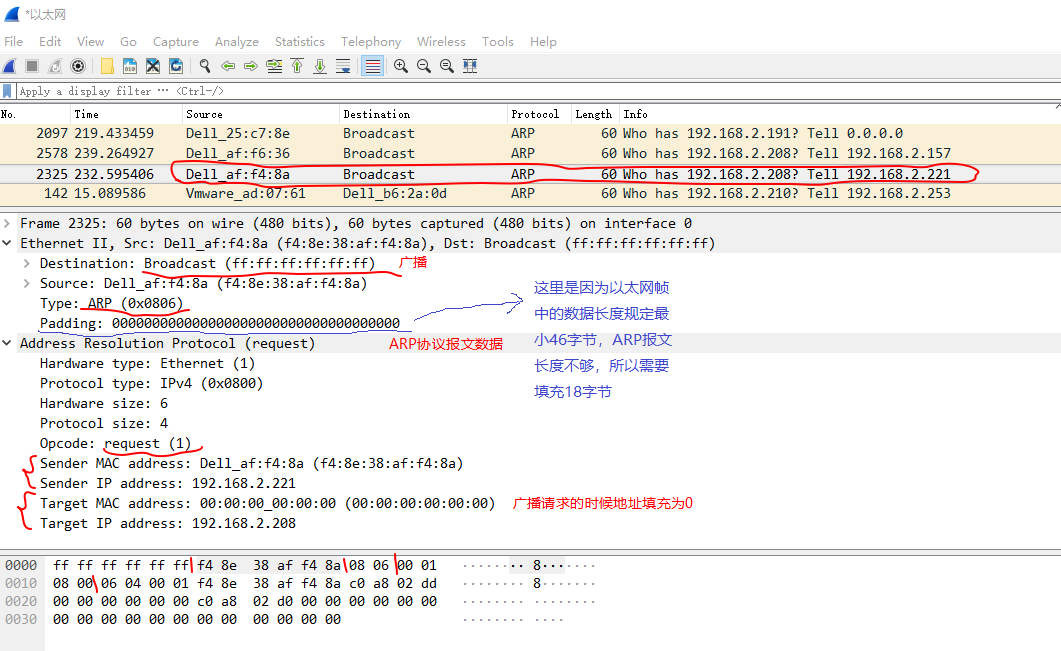 *以太网
File Edit View Go Capture Analyze Statistics Telephony Wireless Tools Help
Apply a display filter ⋯ <Ctrl-/>
No. Time Source Destination Protocol Length Info
2097 219.433459 Dell_25:c7:8e Broadcast ARP 60 Who has 192.168.2.191? Tell 0.0.0.0
2578 239.264927 Dell_af:f6:36 Broadcast ARP 60 Who has 192.168.2.208? Tell 192.168.2.157
2325 232.595406 Dell_af:f4:8a Broadcast ARP 60 Who has 192.168.2.208? Tell 192.168.2.221
142 15.089586 Vmware_ad:07:61 Dell_b6:2a:0d ARP 60 Who has 192.168.2.210? Tell 192.168.2.253
Frame 2325: 60 bytes on wire (480 bits), 60 bytes captured (480 bits) on interface 0
Ethernet II, Src: Dell_af:f4:8a (f4:8e:38:af:f4:8a), Dst: Broadcast (ff:ff:ff:ff:ff:ff)
Destination: Broadcast (ff:ff:ff:ff:ff:ff) 广播
Source: Dell_af:f4:8a (f4:8e:38:af:f4:8a)
Type: ARP (0x0806)
Padding: 000000000000000000000000000000000000
这里是因为以太网帧
中的数据长度规定最
小46字节，ARP报文
长度不够，所以需要
填充18字节
Address Resolution Protocol (request) ARP协议报文数据
Hardware type: Ethernet (1)
Protocol type: IPv4 (0x0800)
Hardware size: 6
Protocol size: 4
Opcode: request (1)
Sender MAC address: Dell_af:f4:8a (f4:8e:38:af:f4:8a)
Sender IP address: 192.168.2.221
Target MAC address: 00:00:00_00:00:00 (00:00:00:00:00:00) 广播请求的时候地址填充为0
Target IP address: 192.168.2.208
0000 ff ff ff ff ff ff f4 8e 38 af f4 8a 08 06 00 01 ········ 8·······
0010 08 00 06 04 00 01 f4 8e 38 af f4 8a c0 a8 02 dd ········ 8·······
0020 00 00 00 00 00 00 c0 a8 02 d0 00 00 00 00 00 00 ········ ········
0030 00 00 00 00 00 00 00 00 00 00 00 00 ········ ····